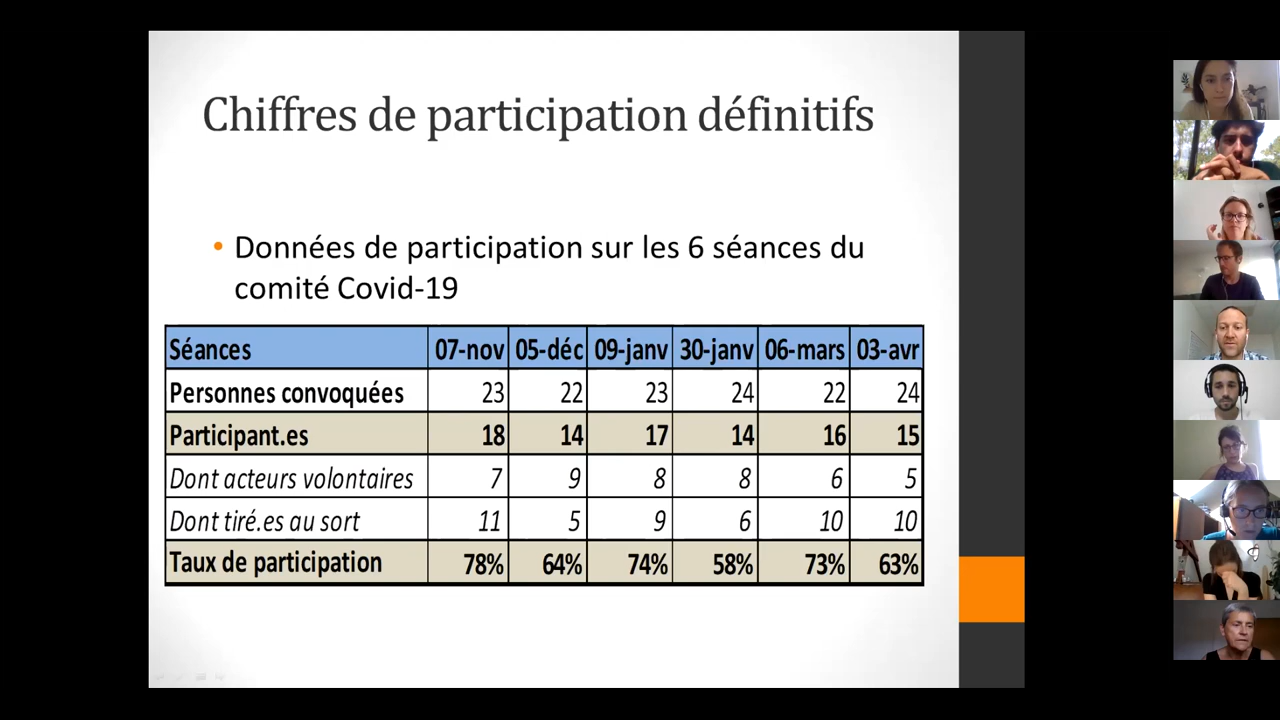 Chiffres de participation définitifs
• Données de participation sur les 6 séances du
comité Covid-19
Séances 07-nov 05-déc 09-janv 30-janv 06-mars 03-avr
Personnes convoquées 23 22 23 24 22 24
Participant.es 18 14 17 14 16 15
Dont acteurs volontaires 7 9 8 8 6 5
Dont tiré.es au sort 11 5 9 6 10 10
Taux de participation 78% 64% 74% 58% 73% 63%